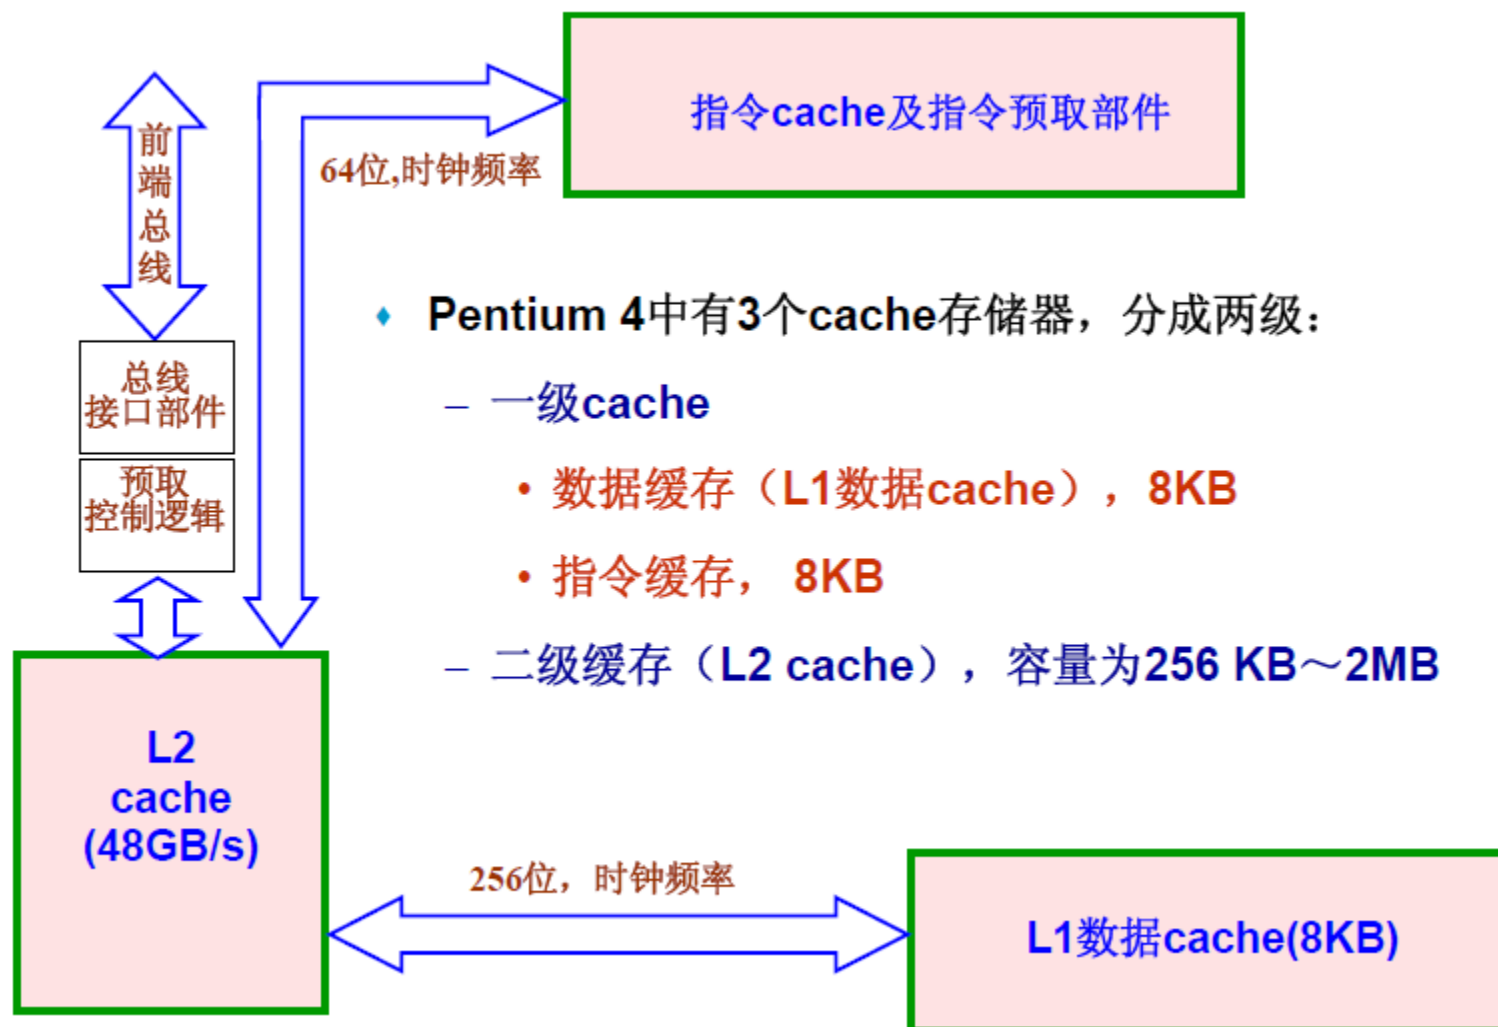 指令cache及指令预取部件
前
端
总
线
64位,时钟频率
Pentium 4中有3个cache存储器，分成两级：
总线
接口部件
– 一级cache
预取
控制逻辑
• 数据缓存（L1数据cache），8KB
• 指令缓存， 8KB
– 二级缓存（L2 cache），容量为256 KB～2MB
L2
cache
(48GB/s)
256位，时钟频率
L1数据cache(8KB)